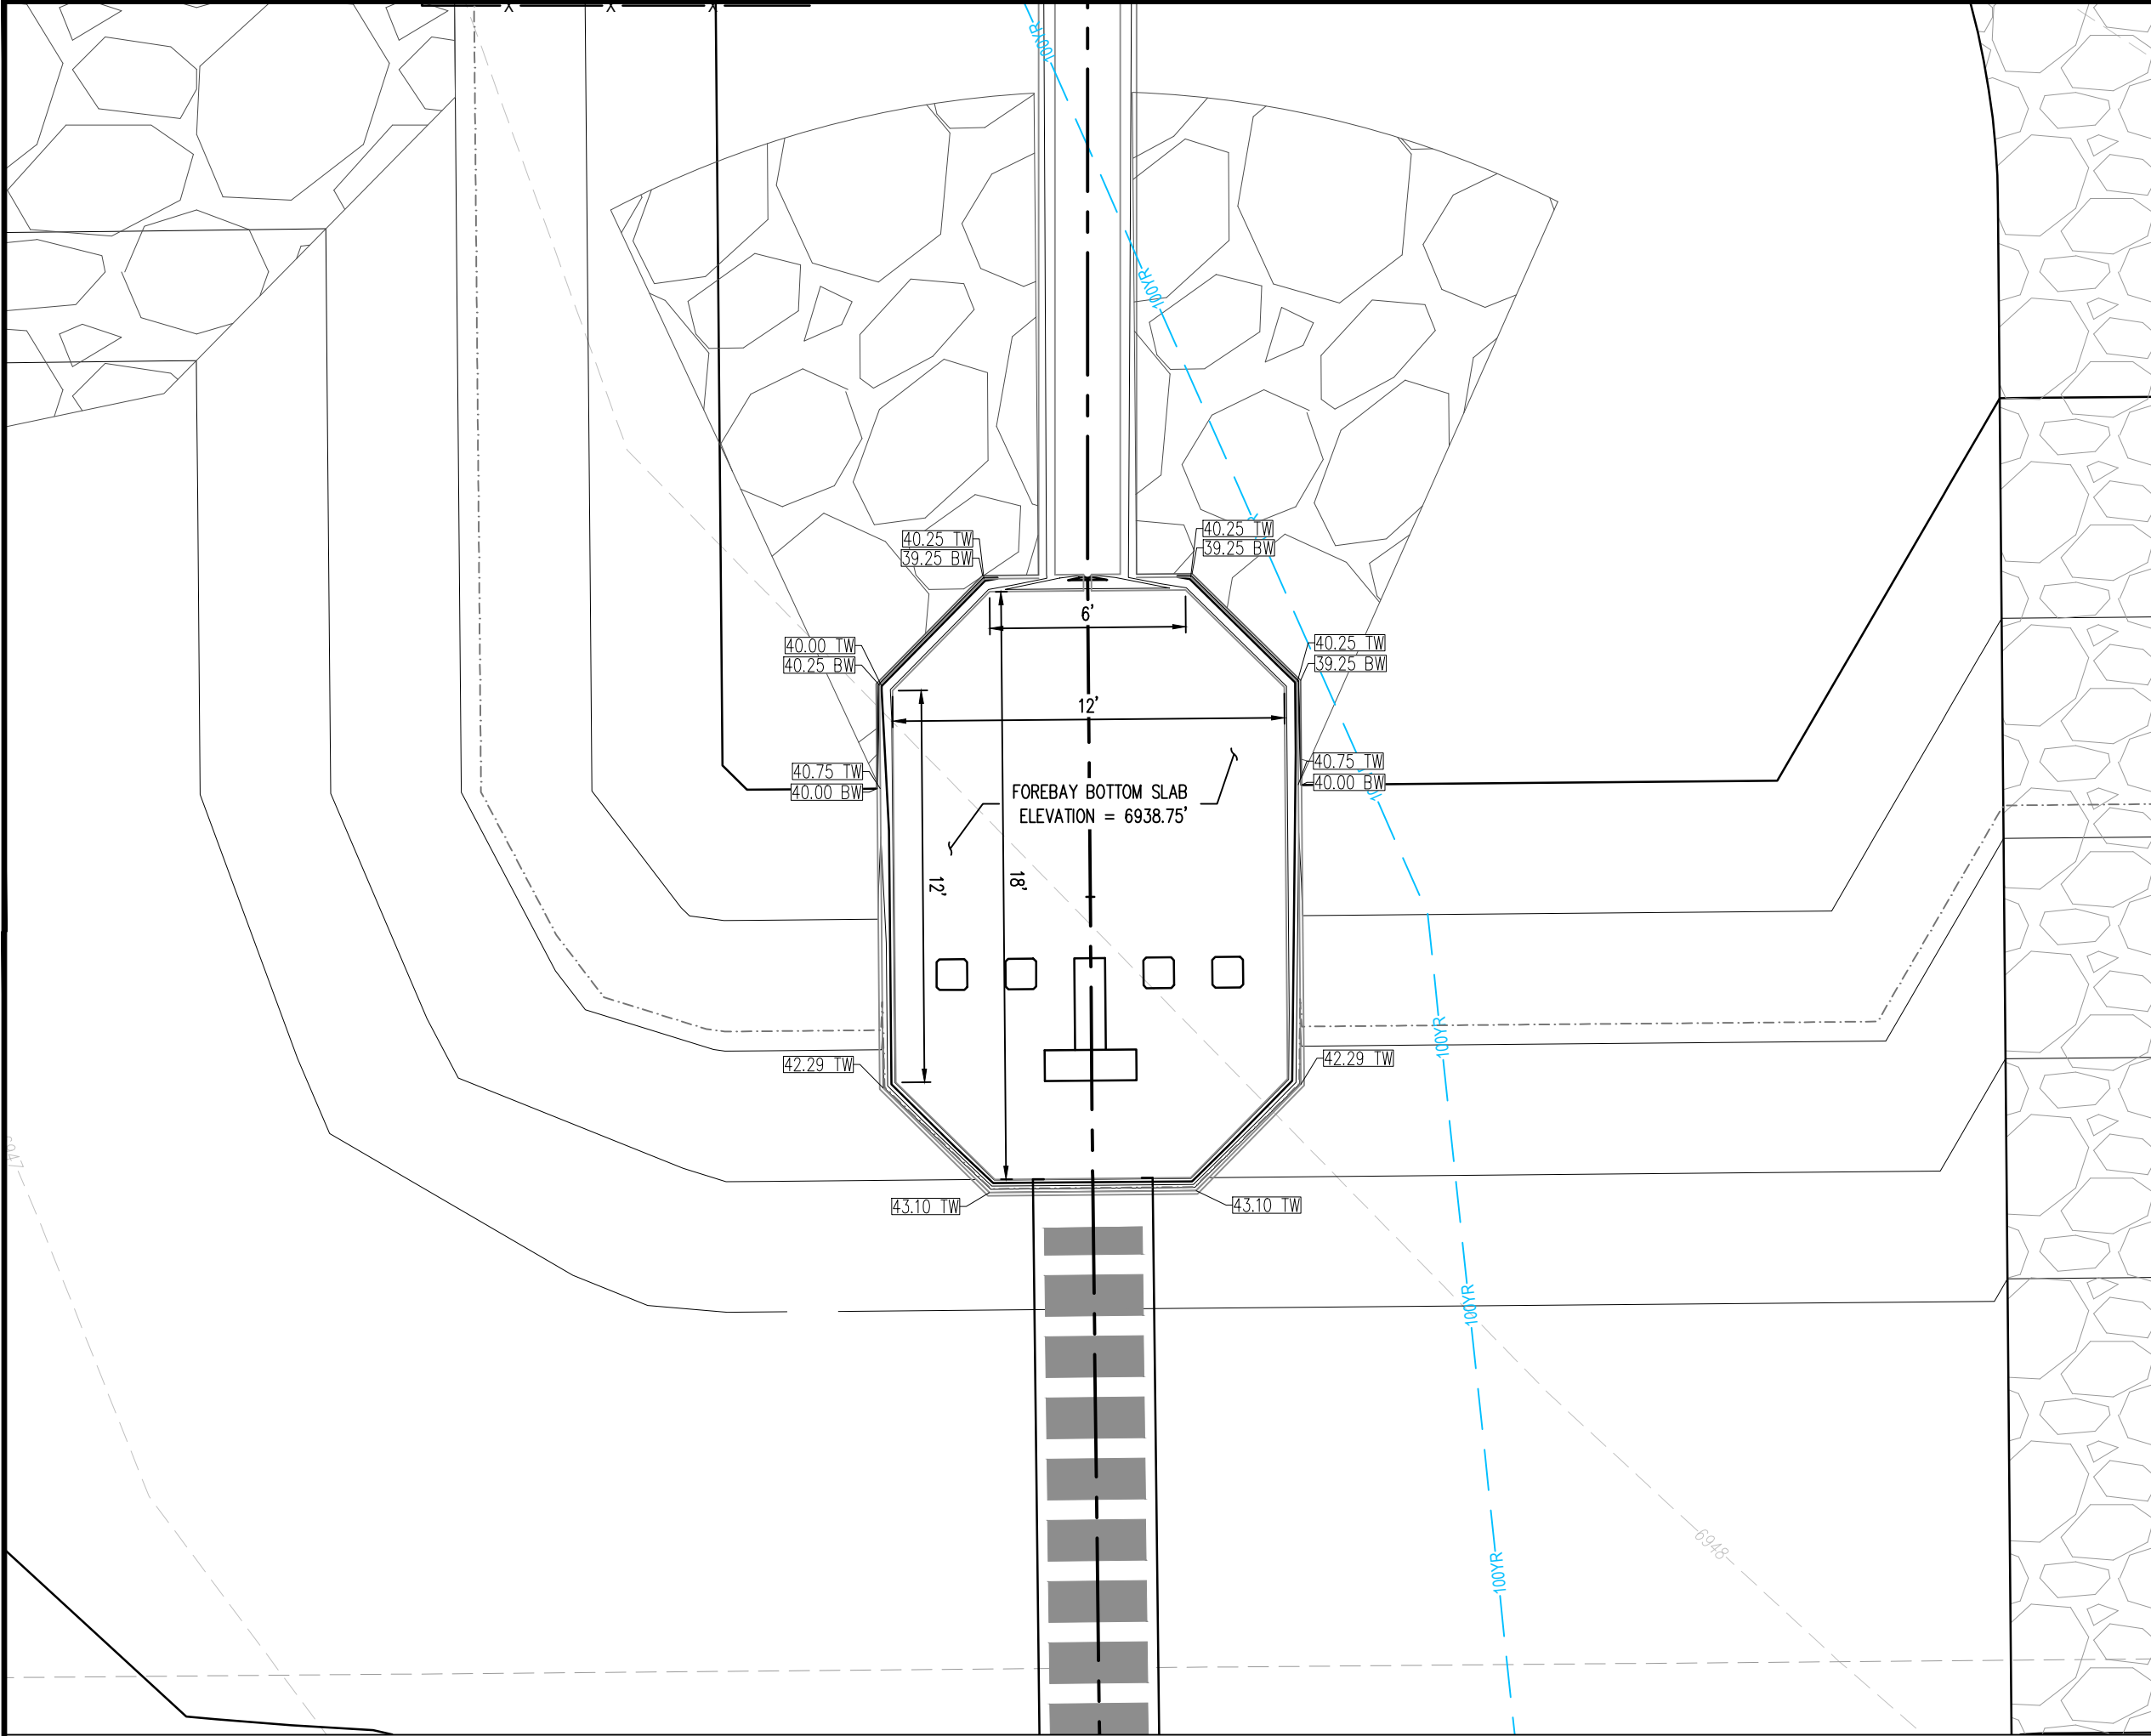 X X X
100YR
100YR
40.25 TW
39.25 BW
40.25 TW
39.25 BW
6'
40.00 TW
40.25 BW
40.25 TW
39.25 BW
12'
40.75 TW
40.00 BW
40.75 TW
40.00 BW
FOREBAY BOTTOM SLAB
ELEVATION = 6938.75'
12'
18'
100YR
42.29 TW
42.29 TW
43.10 TW
43.10 TW
100YR
6948
100YR